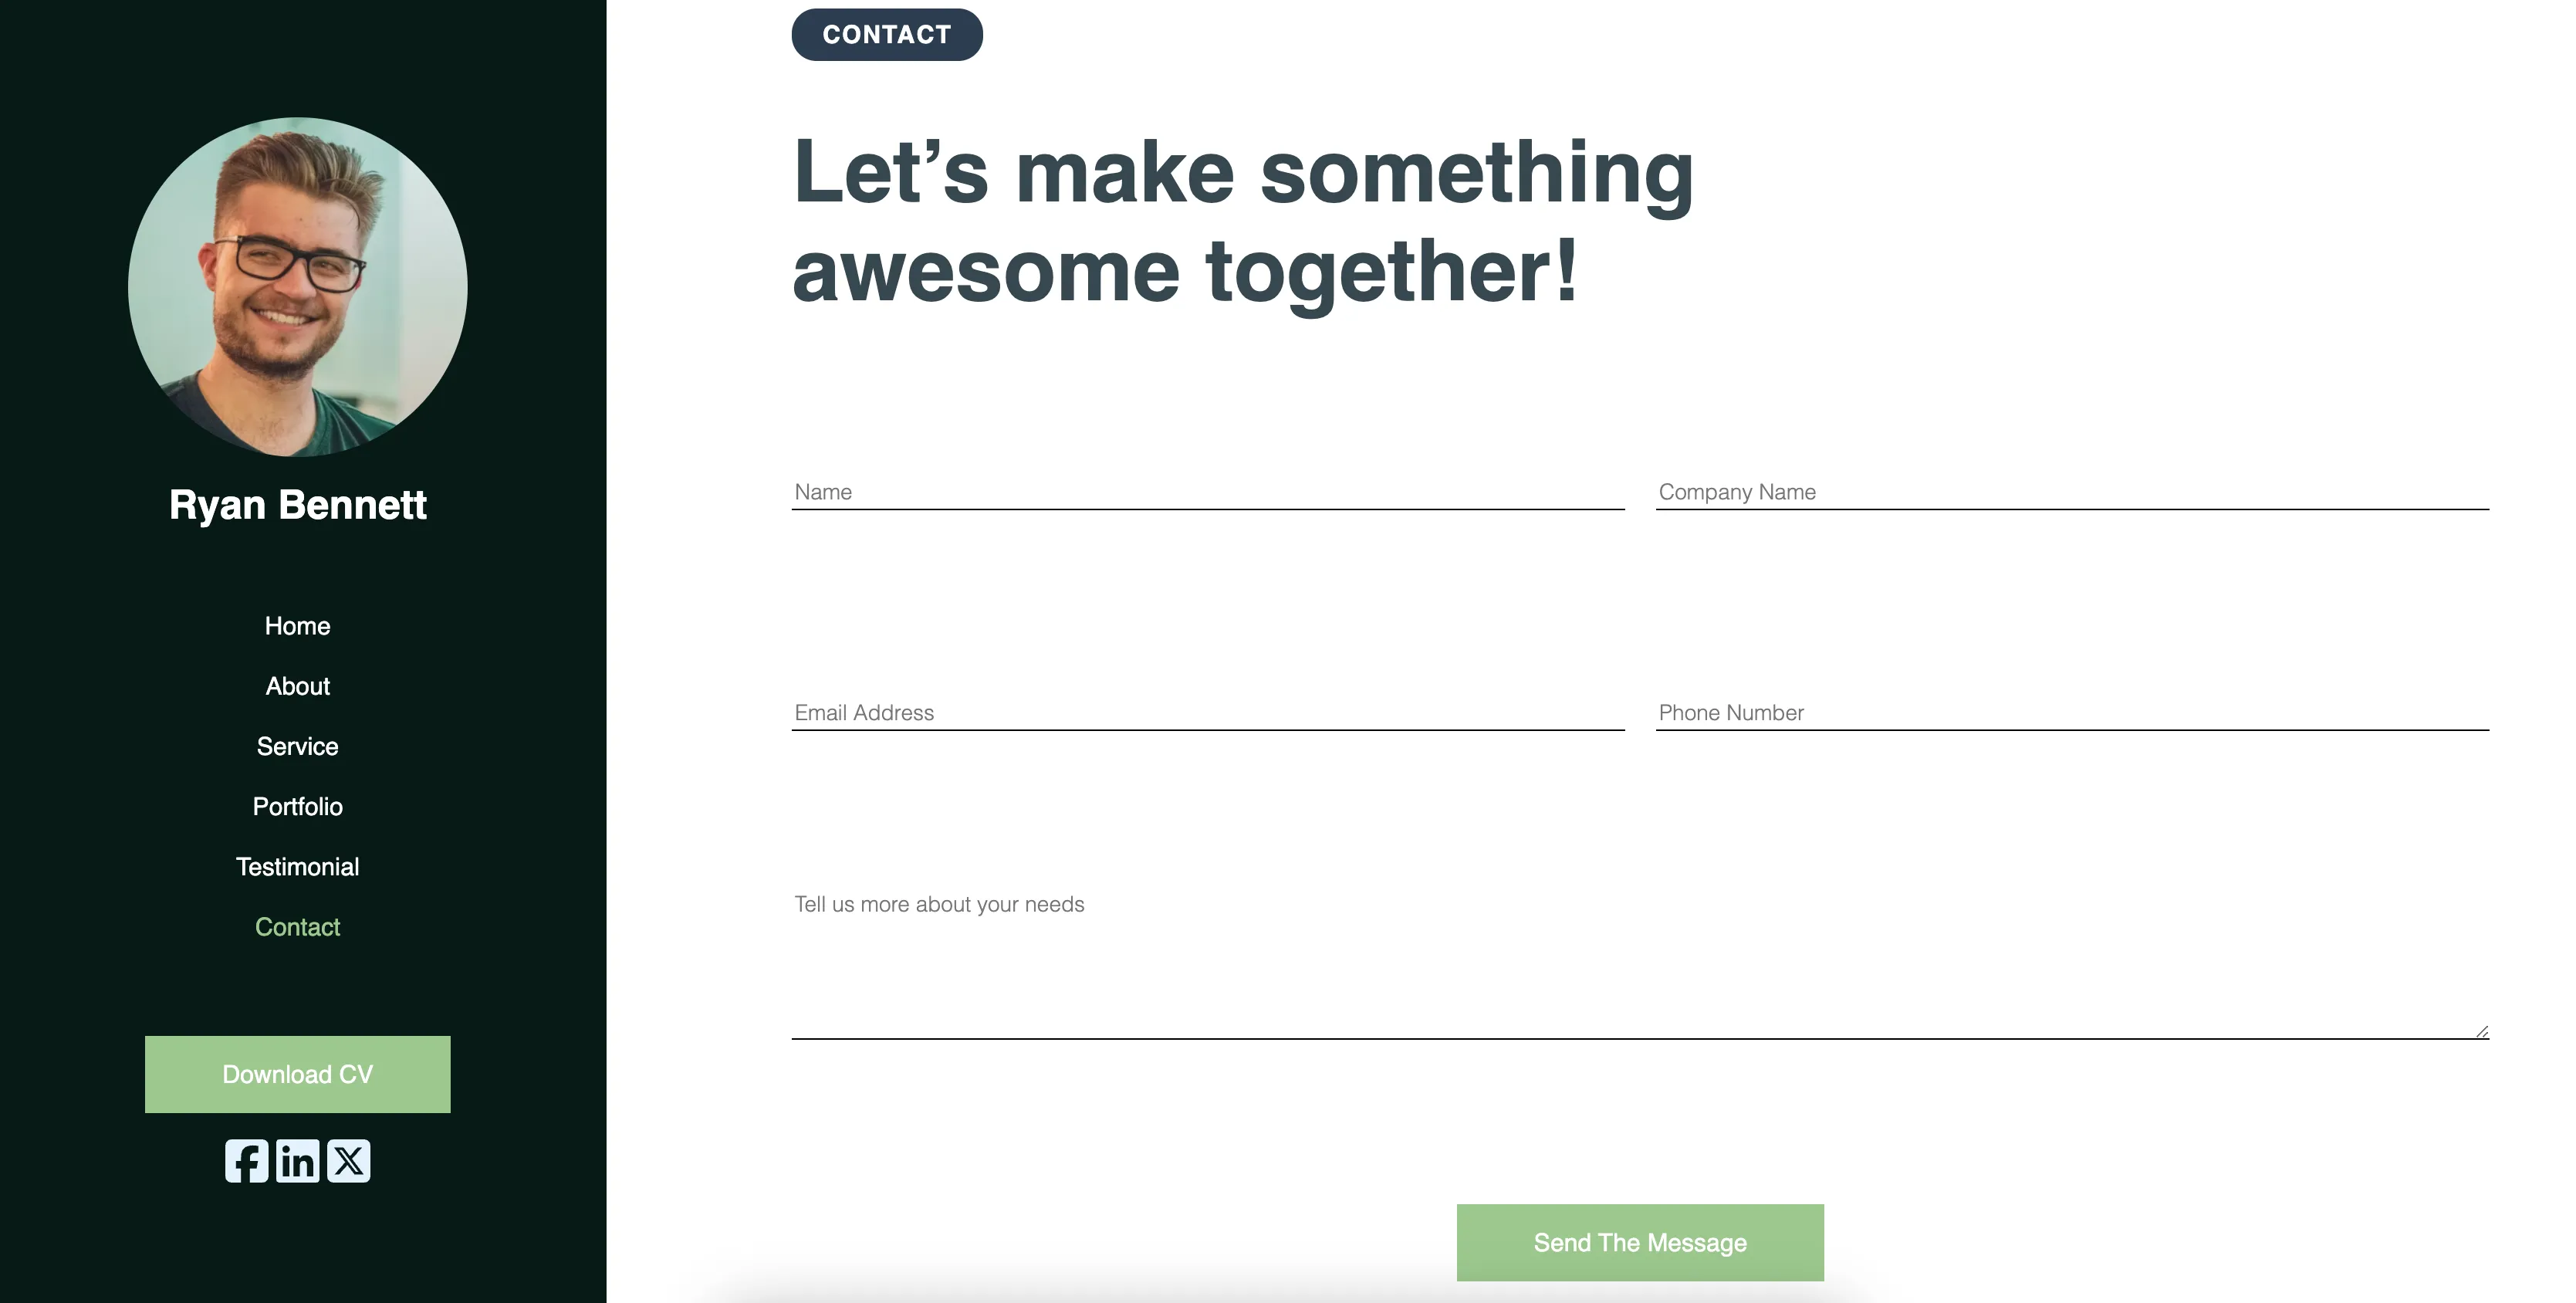 Ryan Bennett
Home
About
Service
Portfolio
Testimonial
Contact
Download CV
CONTACT
Let’s make something
awesome together!
Name
Company Name
Email Address
Phone Number
Tell us more about your needs
Send The Message